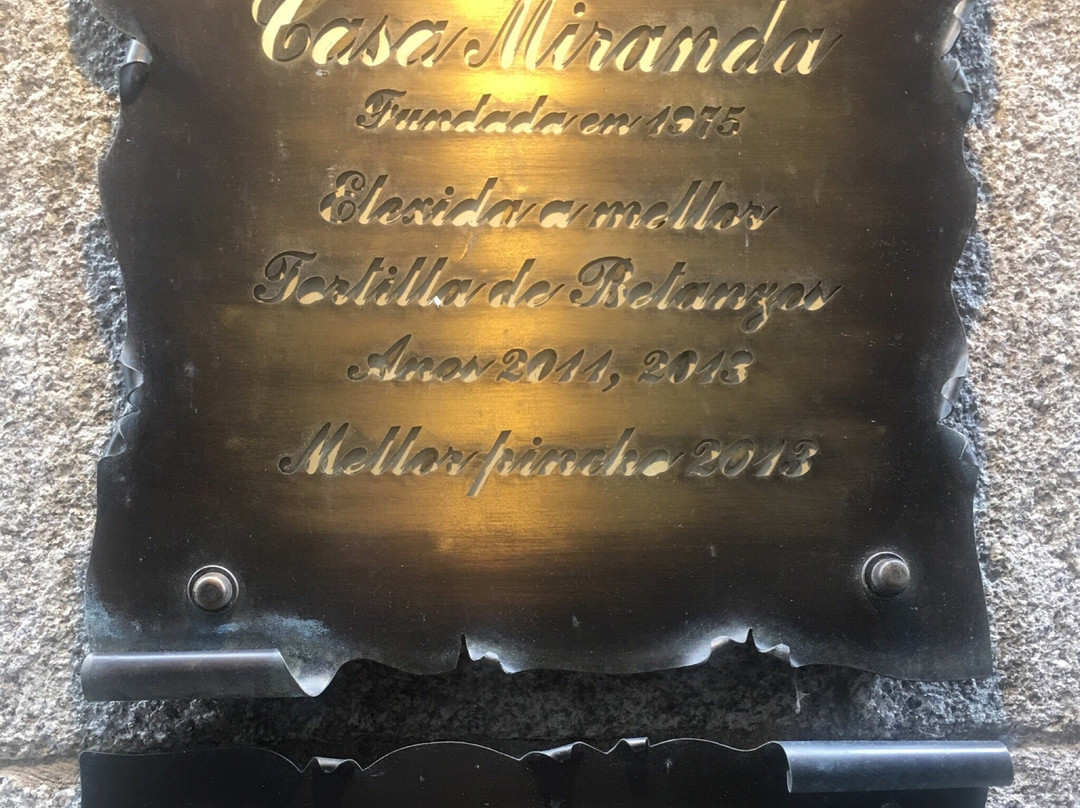 Casa Miranda
Fundada en 1975
Elexida a mellor
Tortilla de Betanzos
Anos 2011, 2013
Mellor pincho 2013